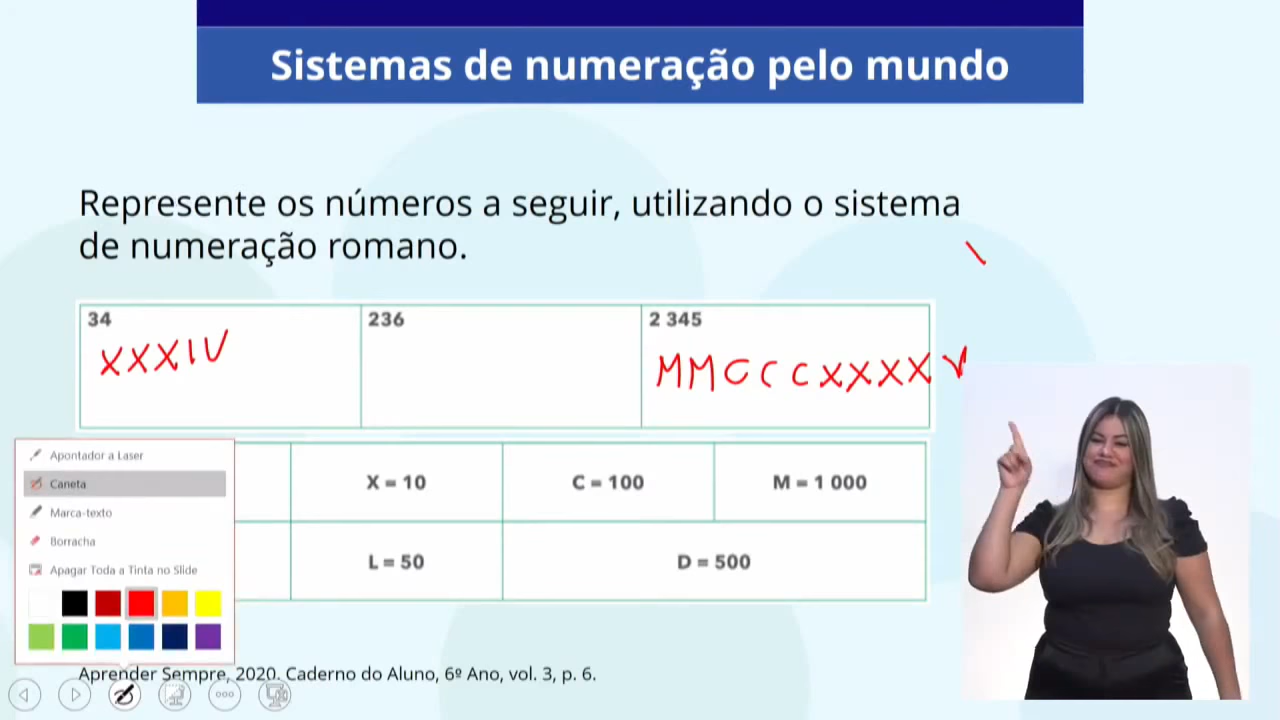 Sistemas de numeração pelo mundo
Represente os números a seguir, utilizando o sistema
de numeração romano.
34
236
2 345
XXXIV
MMCCCXXXXV
Apontador a Laser
Caneta
Marca-texto
Borracha
Apagar Toda a Tinta no Slide
X = 10
C = 100
M = 1 000
L = 50
D = 500
Aprender Sempre, 2020. Caderno do Aluno, 6º Ano, vol. 3, p. 6.